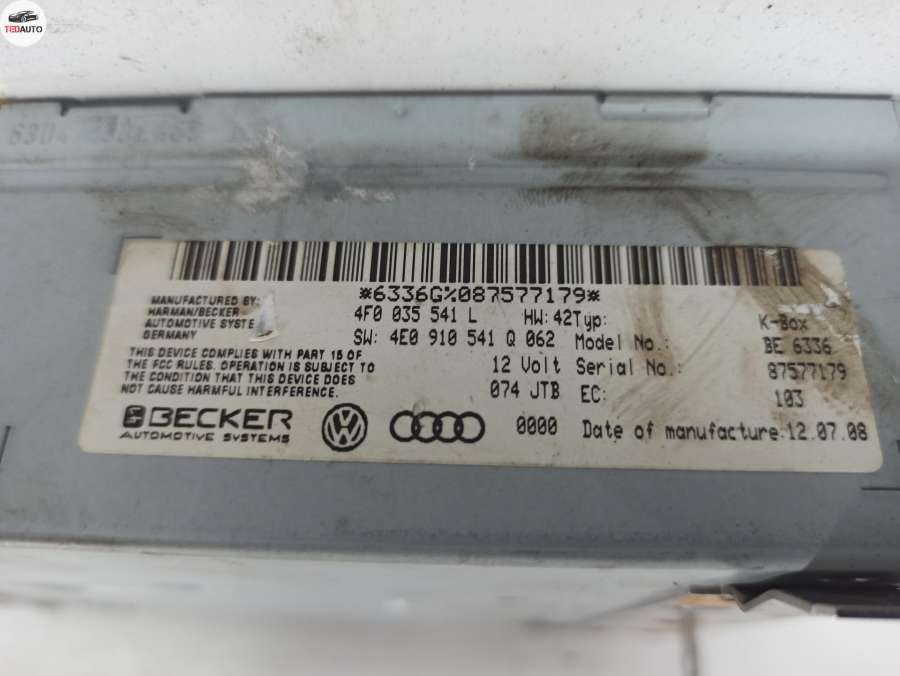 TEDAUTO
*6336G%087577179*
MANUFACTURED BY:
HARMAN/BECKER
AUTOMOTIVE SYSTE
GERMANY
4F0 035 541 L HW: 42 Typ: K-Box
SW: 4E0 910 541 Q 062 Model No.: BE 6336
12 Volt Serial No.: 87577179
074 JTB EC: 103
THIS DEVICE COMPLIES WITH PART 15 OF
THE FCC RULES. OPERATION IS SUBJECT TO
THE CONDITION THAT THIS DEVICE DOES
NOT CAUSE HARMFUL INTERFERENCE.
BECKER
AUTOMOTIVE SYSTEMS
0000 Date of manufacture: 12.07.08